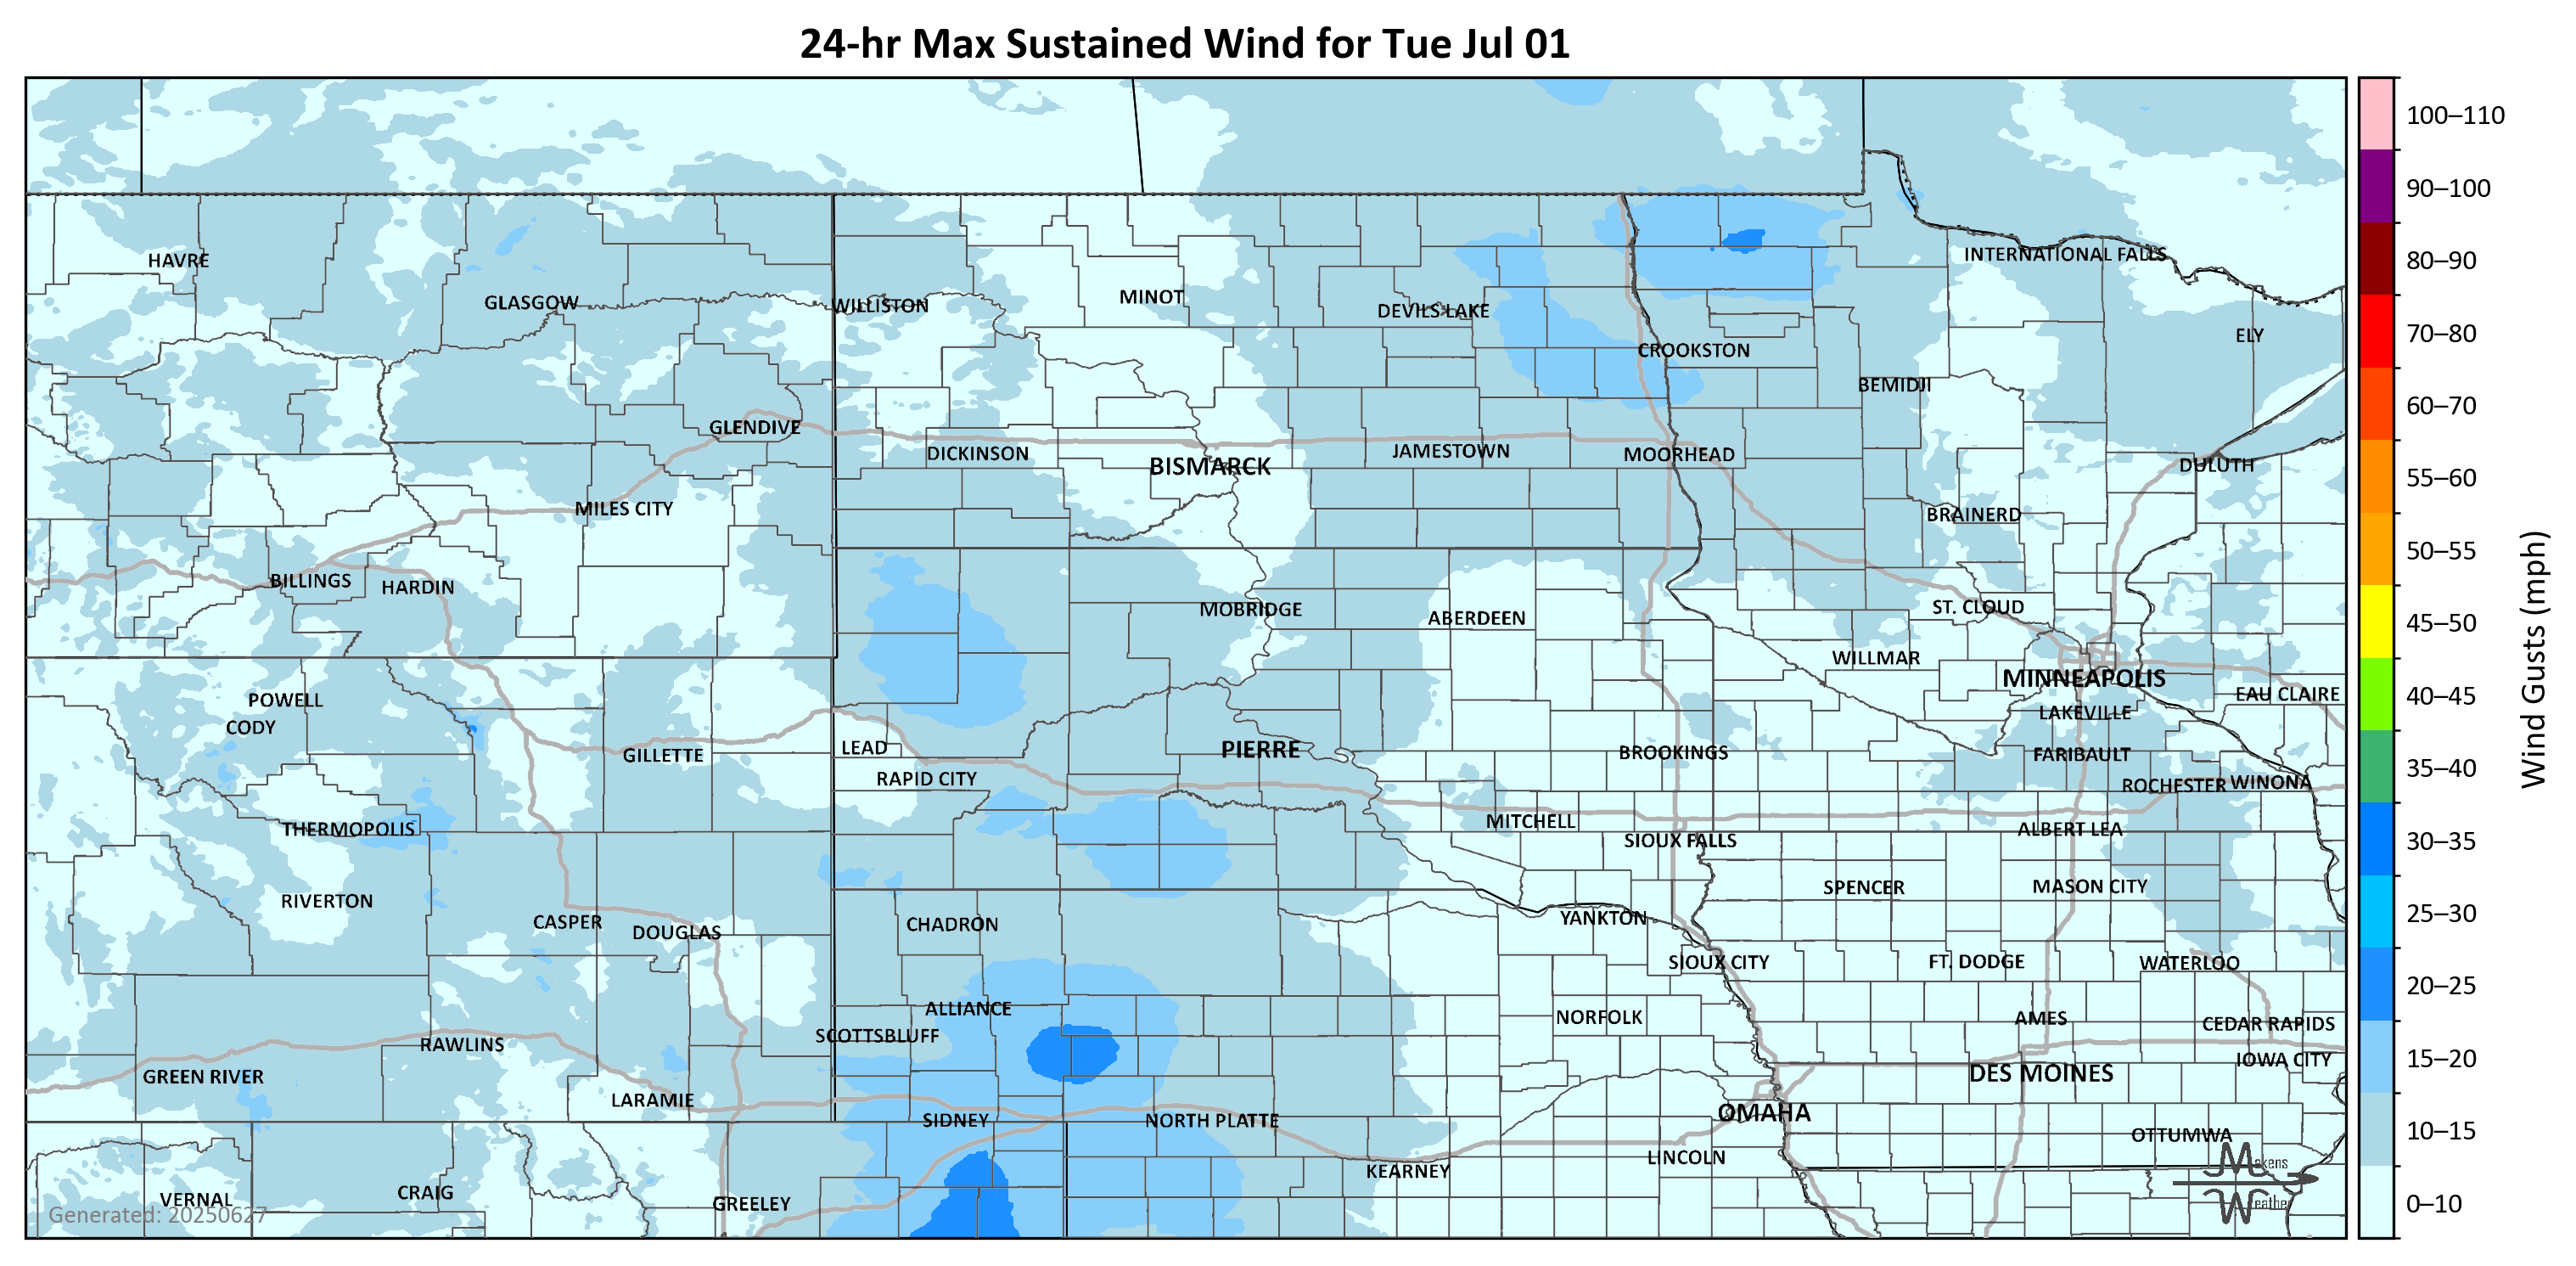 24-hr Max Sustained Wind for Tue Jul 01
100–110
90–100
80–90
70–80
60–70
55–60
50–55
45–50
40–45
35–40
30–35
25–30
20–25
15–20
10–15
0–10
Wind Gusts (mph)
HAVRE
GLASGOW
WILLISTON
MINOT
DEVILS LAKE
INTERNATIONAL FALLS
ELY
CROOKSTON
BEMIDJI
GLENDIVE
DICKINSON
BISMARCK
JAMESTOWN
MOORHEAD
DULUTH
MILES CITY
BRAINERD
BILLINGS
HARDIN
MOBRIDGE
ABERDEEN
ST. CLOUD
WILLMAR
MINNEAPOLIS
EAU CLAIRE
POWELL
CODY
LAKEVILLE
GILLETTE
LEAD
PIERRE
BROOKINGS
FARIBAULT
RAPID CITY
ROCHESTER
WINONA
THERMOPOLIS
MITCHELL
SIOUX FALLS
ALBERT LEA
RIVERTON
SPENCER
MASON CITY
CASPER
DOUGLAS
CHADRON
YANKTON
SIOUX CITY
FT. DODGE
WATERLOO
ALLIANCE
SCOTTSBLUFF
NORFOLK
AMES
CEDAR RAPIDS
RAWLINS
IOWA CITY
GREEN RIVER
DES MOINES
LARAMIE
SIDNEY
NORTH PLATTE
OMAHA
OTTUMWA
KEARNEY
LINCOLN
VERNAL
CRAIG
GREELEY
Makens
Weather
Generated: 20250627